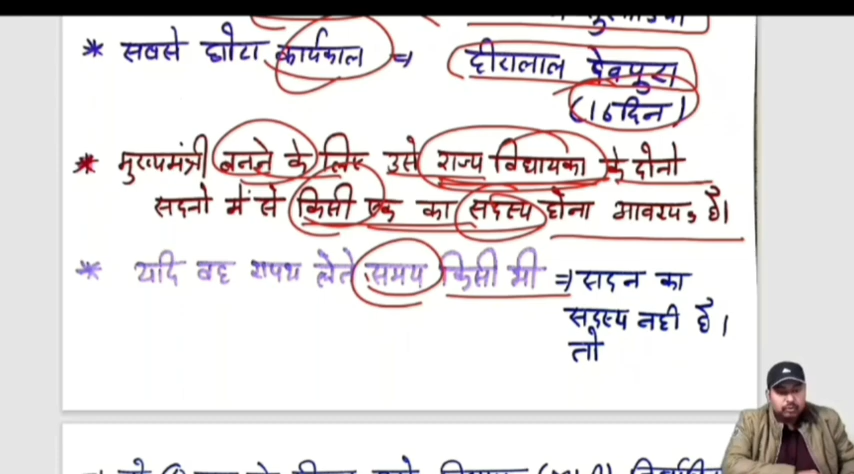 * सबसे छोटा कार्यकाल ⇒ हीरालाल देवपुरा
(16 दिन)
* मुख्यमंत्री बनने के लिए उसे राज्य विधायका के दोनो
सदनो में से किसी एक का सदस्य होना आवश्यक है।
* यदि वह शपथ लेते समय किसी भी ⇒ सदन का
सदस्य नही है।
तो